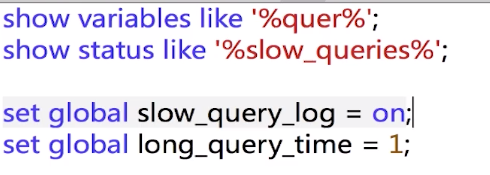 show variables like '%quer%';
show status like '%slow_queries%';
set global slow_query_log = on;
set global long_query_time = 1;